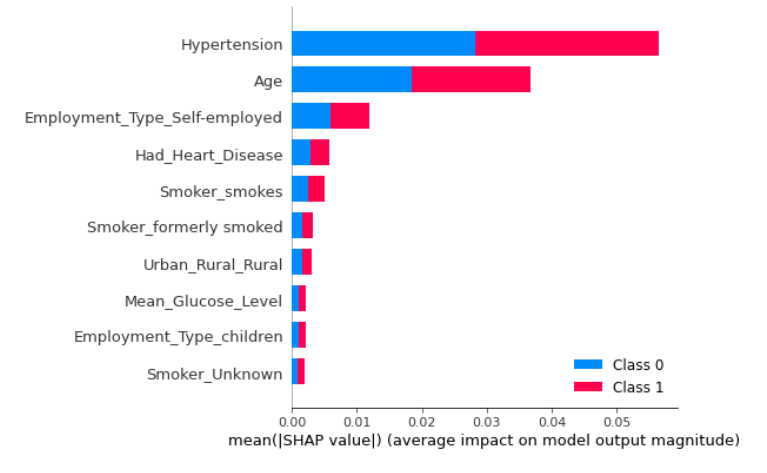 Hypertension
Age
Employment_Type_Self-employed
Had_Heart_Disease
Smoker_smokes
Smoker_formerly smoked
Urban_Rural_Rural
Mean_Glucose_Level
Employment_Type_children
Smoker_Unknown
Class 0
Class 1
0.00 0.01 0.02 0.03 0.04 0.05
mean(|SHAP value|) (average impact on model output magnitude)